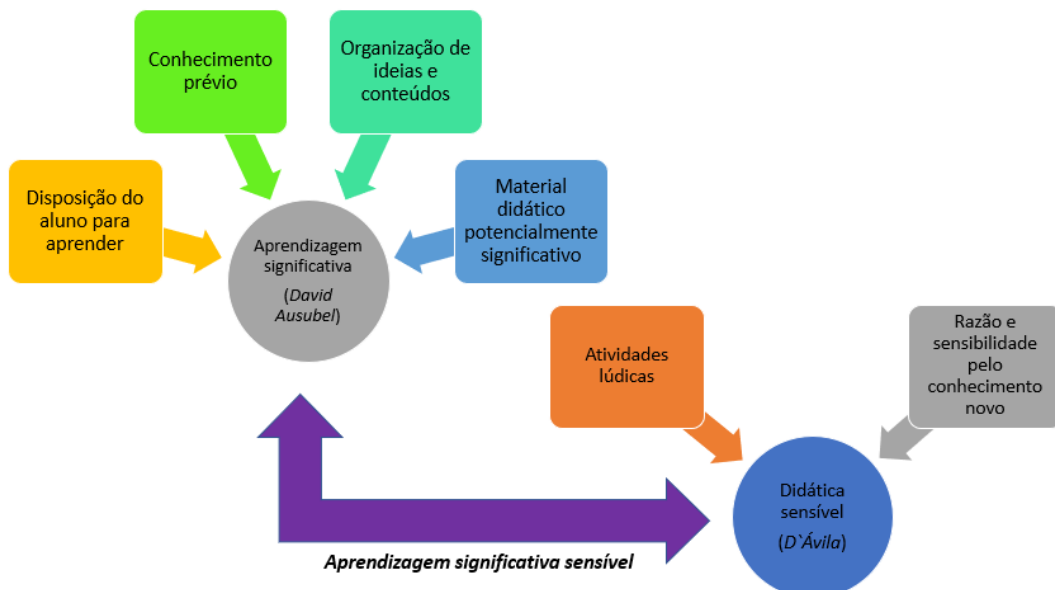 Conhecimento
prévio
Organização de
ideias e
conteúdos
Disposição do
aluno para
aprender
Material
didático
potencialmente
significativo
Aprendizagem
significativa
(David
Ausubel)
Atividades
lúdicas
Razão e
sensibilidade
pelo
conhecimento
novo
Didática
sensível
(D`Ávila)
Aprendizagem significativa sensível